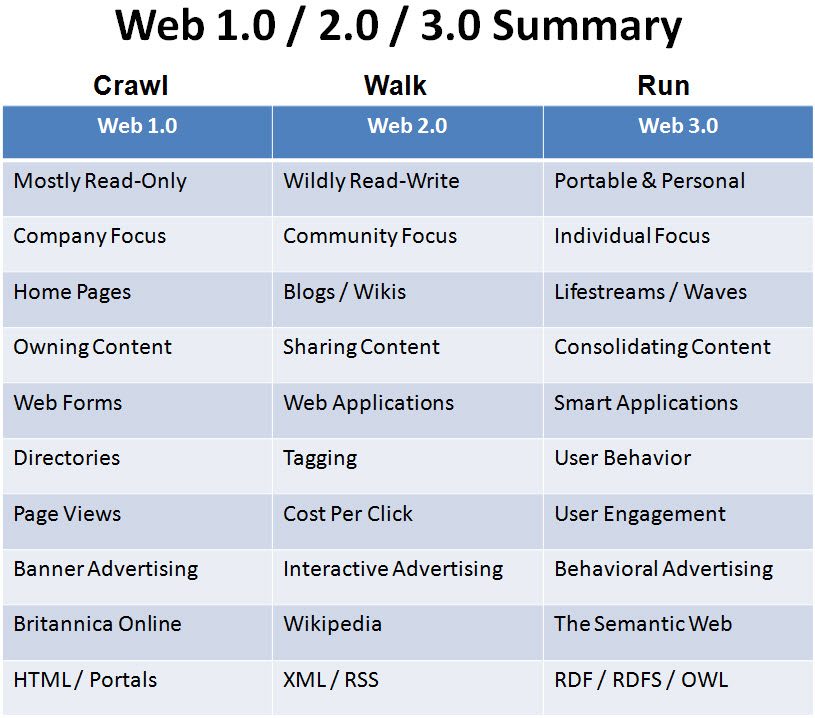 Web 1.0 / 2.0 / 3.0 Summary
Crawl Walk Run
Web 1.0 Web 2.0 Web 3.0
Mostly Read-Only Wildly Read-Write Portable & Personal
Company Focus Community Focus Individual Focus
Home Pages Blogs / Wikis Lifestreams / Waves
Owning Content Sharing Content Consolidating Content
Web Forms Web Applications Smart Applications
Directories Tagging User Behavior
Page Views Cost Per Click User Engagement
Banner Advertising Interactive Advertising Behavioral Advertising
Britannica Online Wikipedia The Semantic Web
HTML / Portals XML / RSS RDF / RDFS / OWL